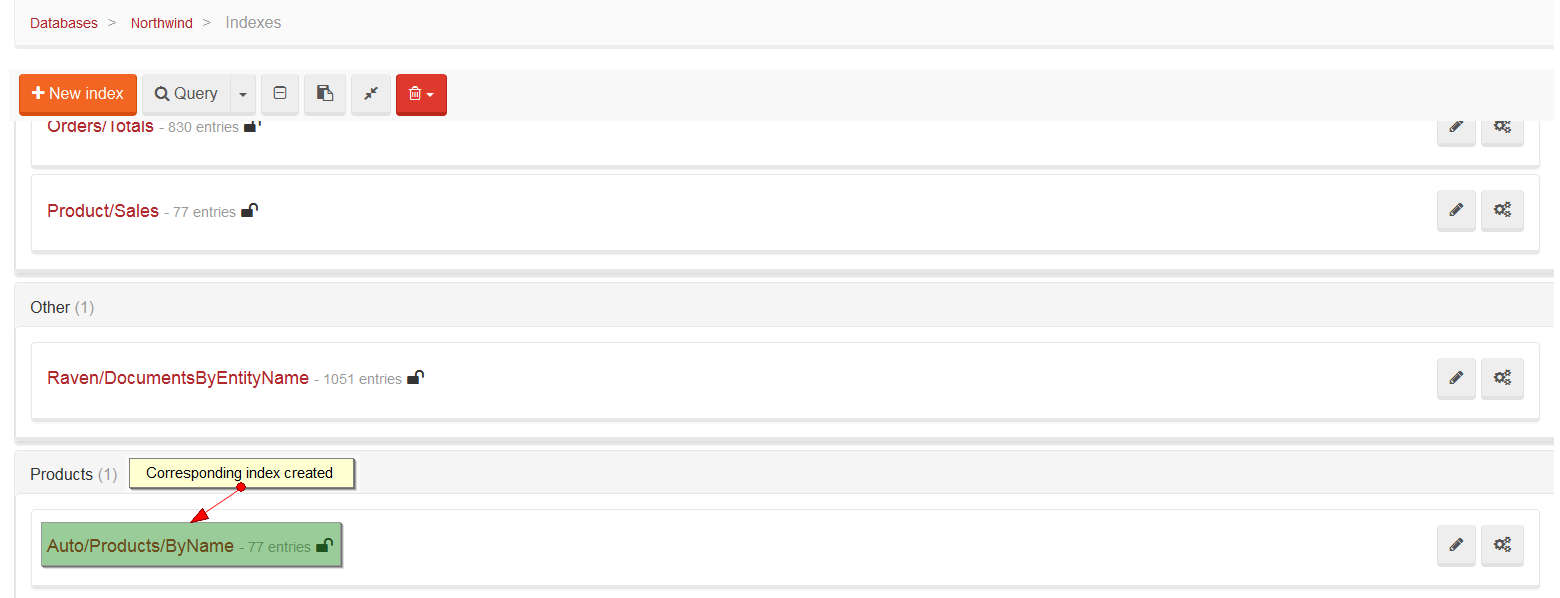 Databases > Northwind > Indexes
New index Query
Orders/Totals - 830 entries
Product/Sales - 77 entries
Other (1)
Raven/DocumentsByEntityName - 1051 entries
Products (1) Corresponding index created
Auto/Products/ByName - 77 entries